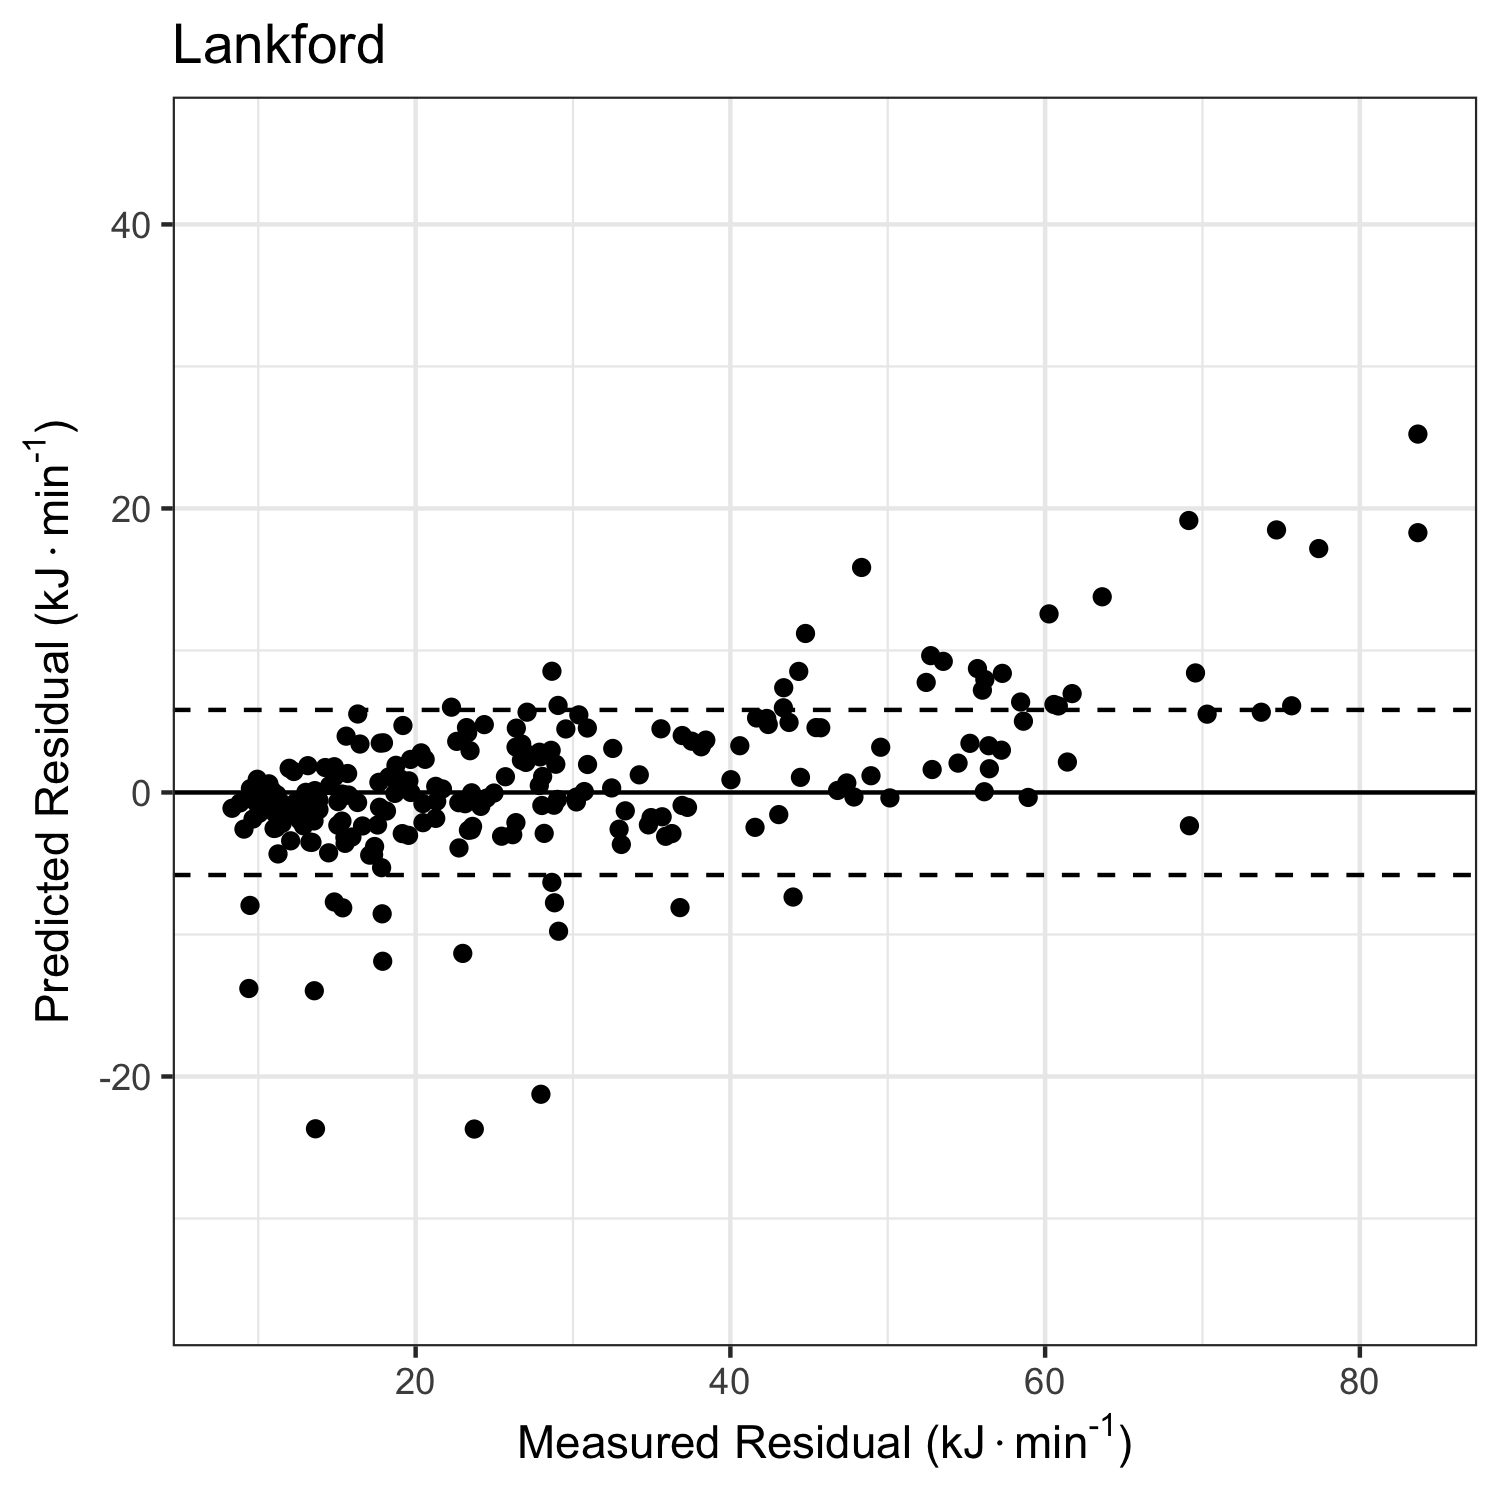 Lankford
Predicted Residual (kJ · min⁻¹)
40
20
0
-20
20 40 60 80
Measured Residual (kJ · min⁻¹)